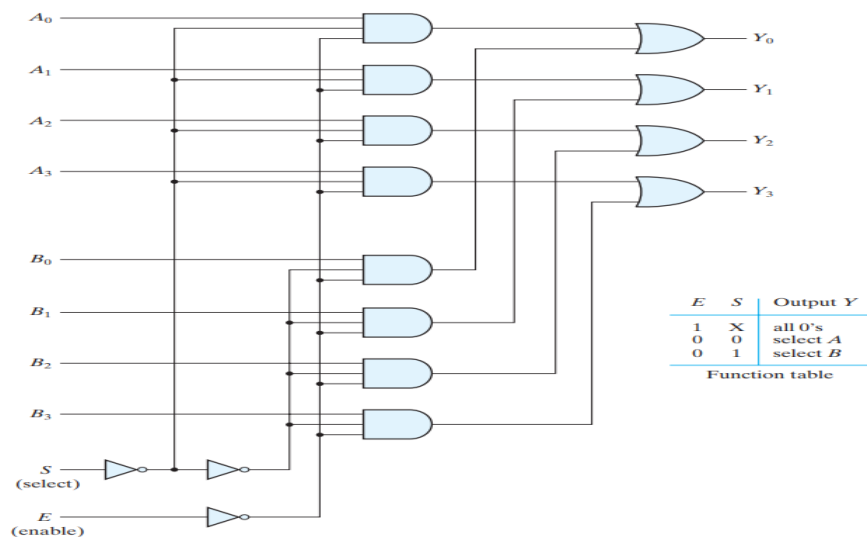 A₀
Y₀
A₁
Y₁
A₂
Y₂
A₃
Y₃
B₀
B₁
B₂
B₃
E S Output Y
1 X all 0's
0 0 select A
0 1 select B
Function table
S
(select)
E
(enable)